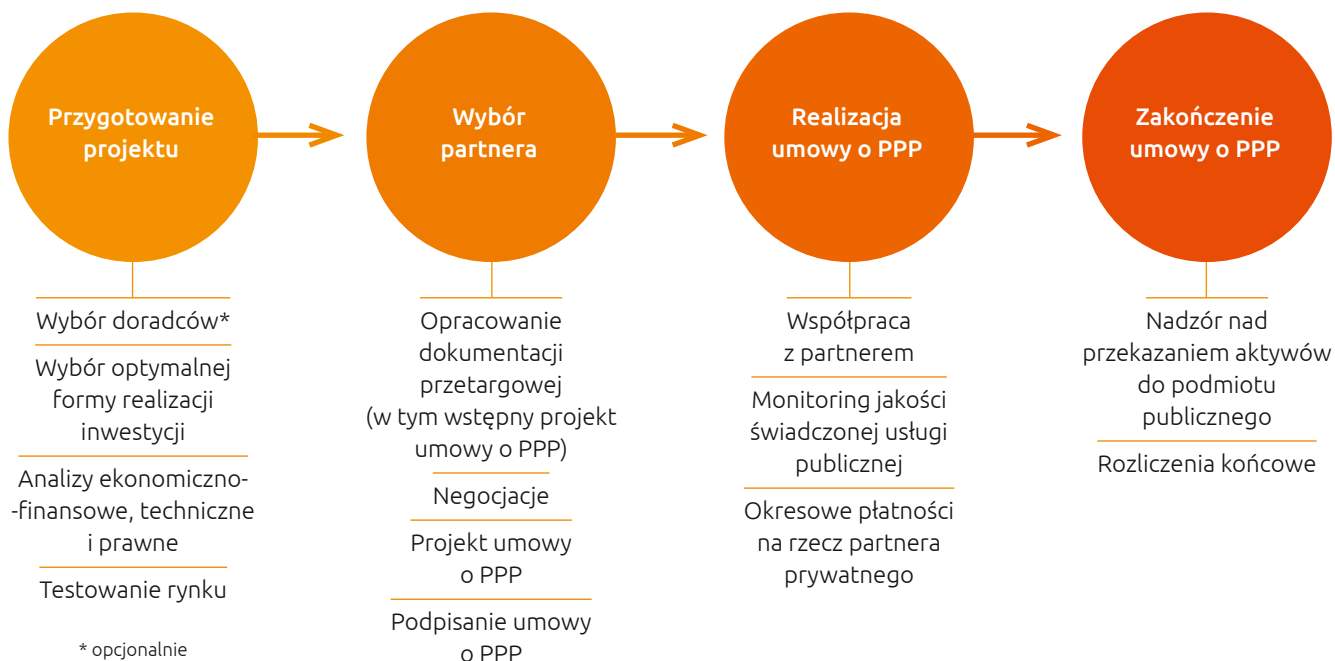 Przygotowanie
projektu
Wybór doradców*
Wybór optymalnej
formy realizacji
inwestycji
Analizy ekonomiczno-
-finansowe, techniczne
i prawne
Testowanie rynku
* opcjonalnie
Wybór
partnera
Opracowanie
dokumentacji
przetargowej
(w tym wstępny projekt
umowy o PPP)
Negocjacje
Projekt umowy
o PPP
Podpisanie umowy
o PPP
Realizacja
umowy o PPP
Współpraca
z partnerem
Monitoring jakości
świadczonej usługi
publicznej
Okresowe płatności
na rzecz partnera
prywatnego
Zakończenie
umowy o PPP
Nadzór nad
przekazaniem aktywów
do podmiotu
publicznego
Rozliczenia końcowe